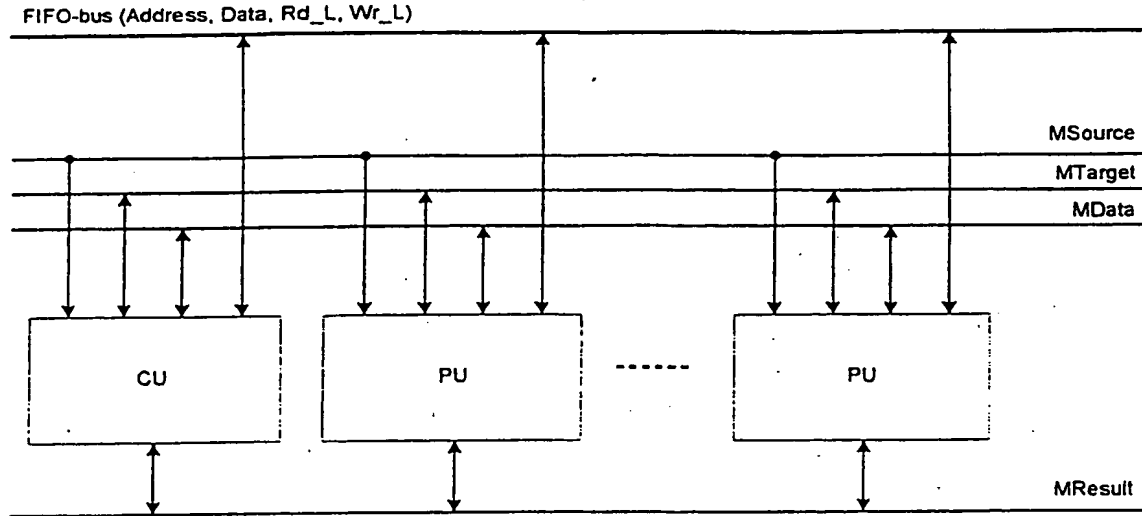 FIFO-bus (Address, Data, Rd_L, Wr_L)
MSource
MTarget
MData
CU
PU
PU
MResult